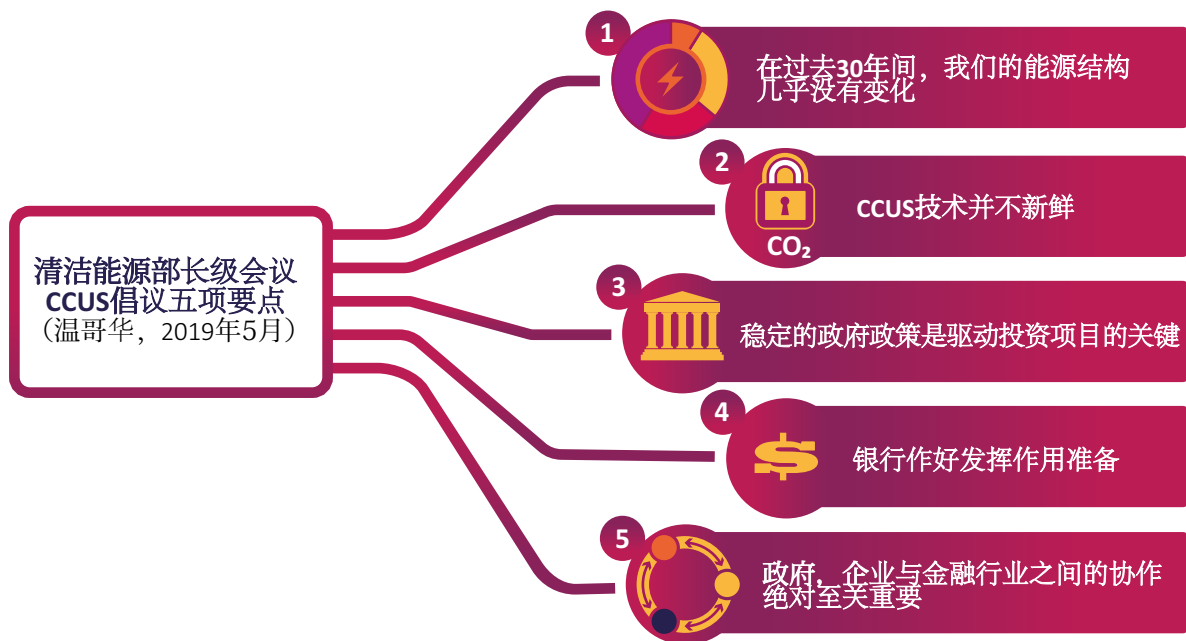 清洁能源部长级会议
CCUS倡议五项要点
（温哥华，2019年5月）
1
在过去30年间，我们的能源结构
几乎没有变化
2
CO₂
CCUS技术并不新鲜
3
稳定的政府政策是驱动投资项目的关键
4
银行作好发挥作用准备
5
政府，企业与金融行业之间的协作
绝对至关重要